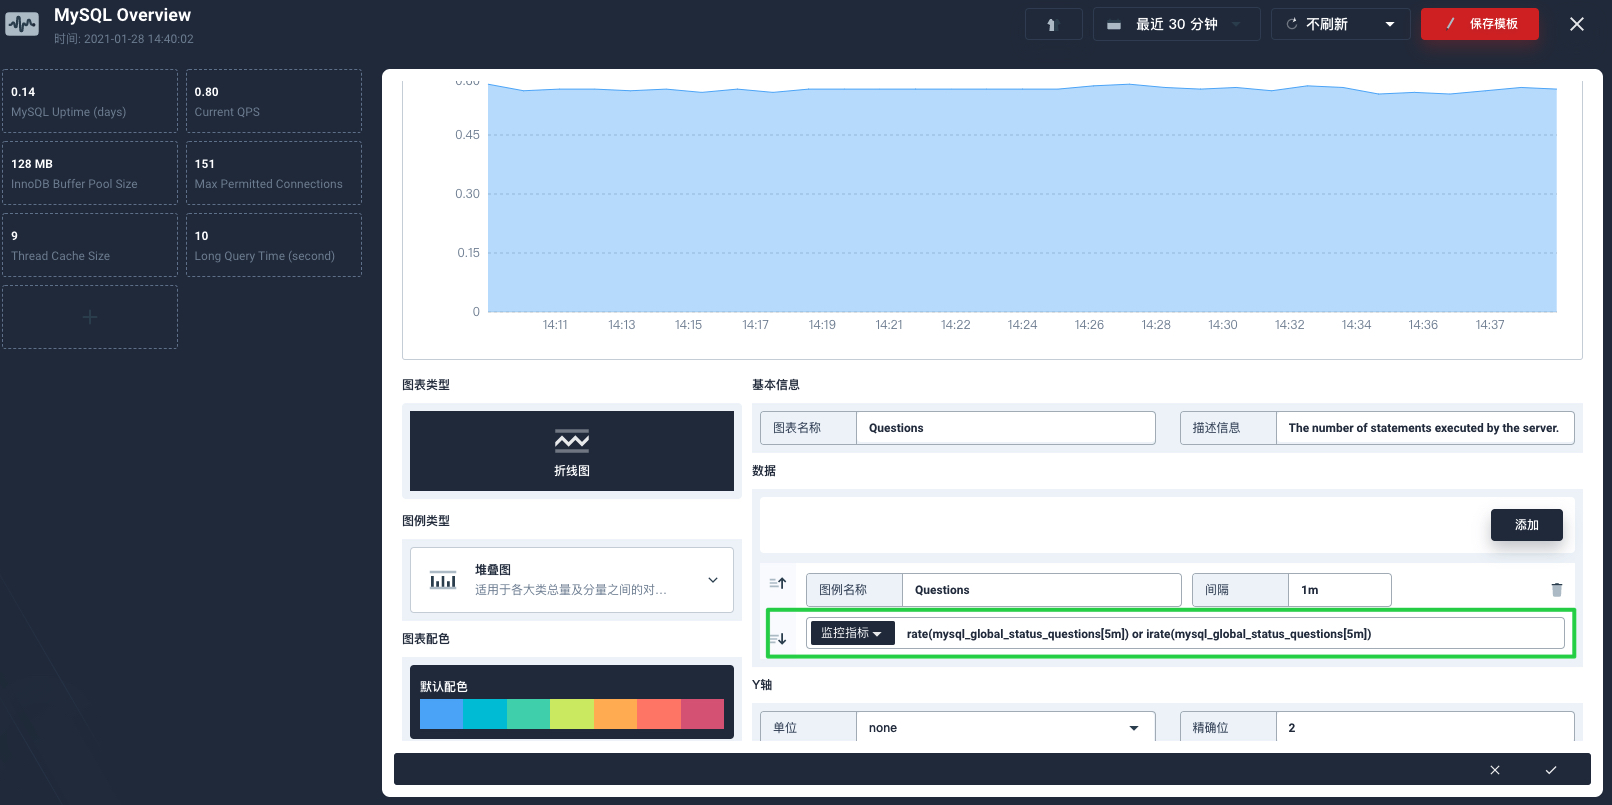 MySQL Overview
时间: 2021-01-28 14:40:02
最近 30 分钟
不刷新
保存模板
0.14
MySQL Uptime (days)
0.80
Current QPS
128 MB
InnoDB Buffer Pool Size
151
Max Permitted Connections
9
Thread Cache Size
10
Long Query Time (second)
0.60
0.45
0.30
0.15
0
14:11 14:13 14:15 14:17 14:19 14:21 14:22 14:24 14:26 14:28 14:30 14:32 14:34 14:36 14:37
图表类型
折线图
图例类型
堆叠图
适用于各大类总量及分量之间的对...
图表配色
默认配色
基本信息
图表名称 Questions
描述信息 The number of statements executed by the server.
数据
添加
图例名称 Questions
间隔 1m
监控指标 rate(mysql_global_status_questions[5m]) or irate(mysql_global_status_questions[5m])
Y轴
单位 none
精确位 2